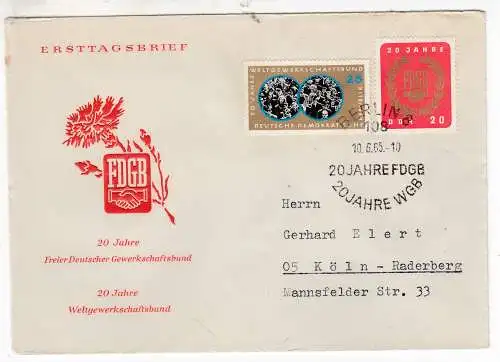 ERSTTAGSBRIEF
FDGB
20 Jahre
Freier Deutscher Gewerkschaftsbund
20 Jahre
Weltgewerkschaftsbund
20 JAHRE WELTGEWERKSCHAFTSBUND
25
DEUTSCHE DEMOKRATISCHE
20 JAHRE
FDGB
DDR 20
BERLIN
108
10.6.65.-10
20 JAHRE FDGB
20 JAHRE WGB
Herrn
Gerhard Elert
05 Köln - Raderberg
Mannsfelder Str. 33